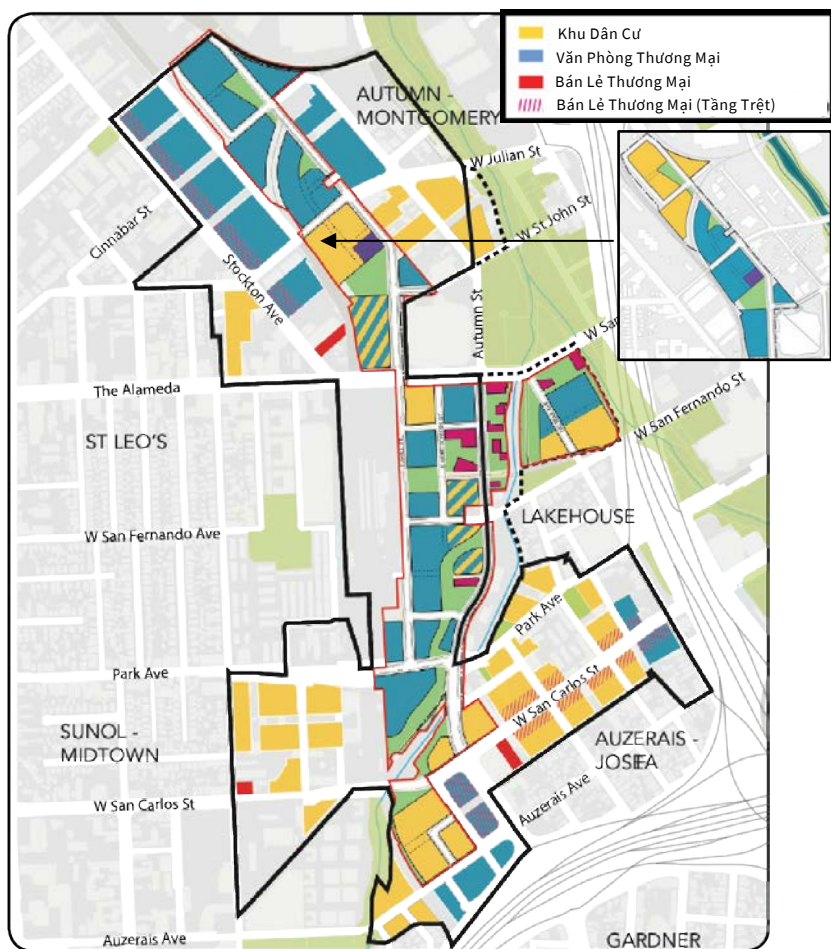 Khu Dân Cư
Văn Phòng Thương Mại
Bán Lẻ Thương Mại
Bán Lẻ Thương Mại (Tầng Trệt)
AUTUMN -
MONTGOMERY
W Julian St
W St John St
Cinnabar St
Stockton Ave
Autumn St
W San
The Alameda
W San Fernando St
ST LEO'S
LAKEHOUSE
W San Fernando Ave
Park Ave
Park Ave
W San Carlos St
SUNOL -
MIDTOWN
AUZERAIS -
JOSEFA
W San Carlos St
Auzerais Ave
Auzerais Ave
GARDNER